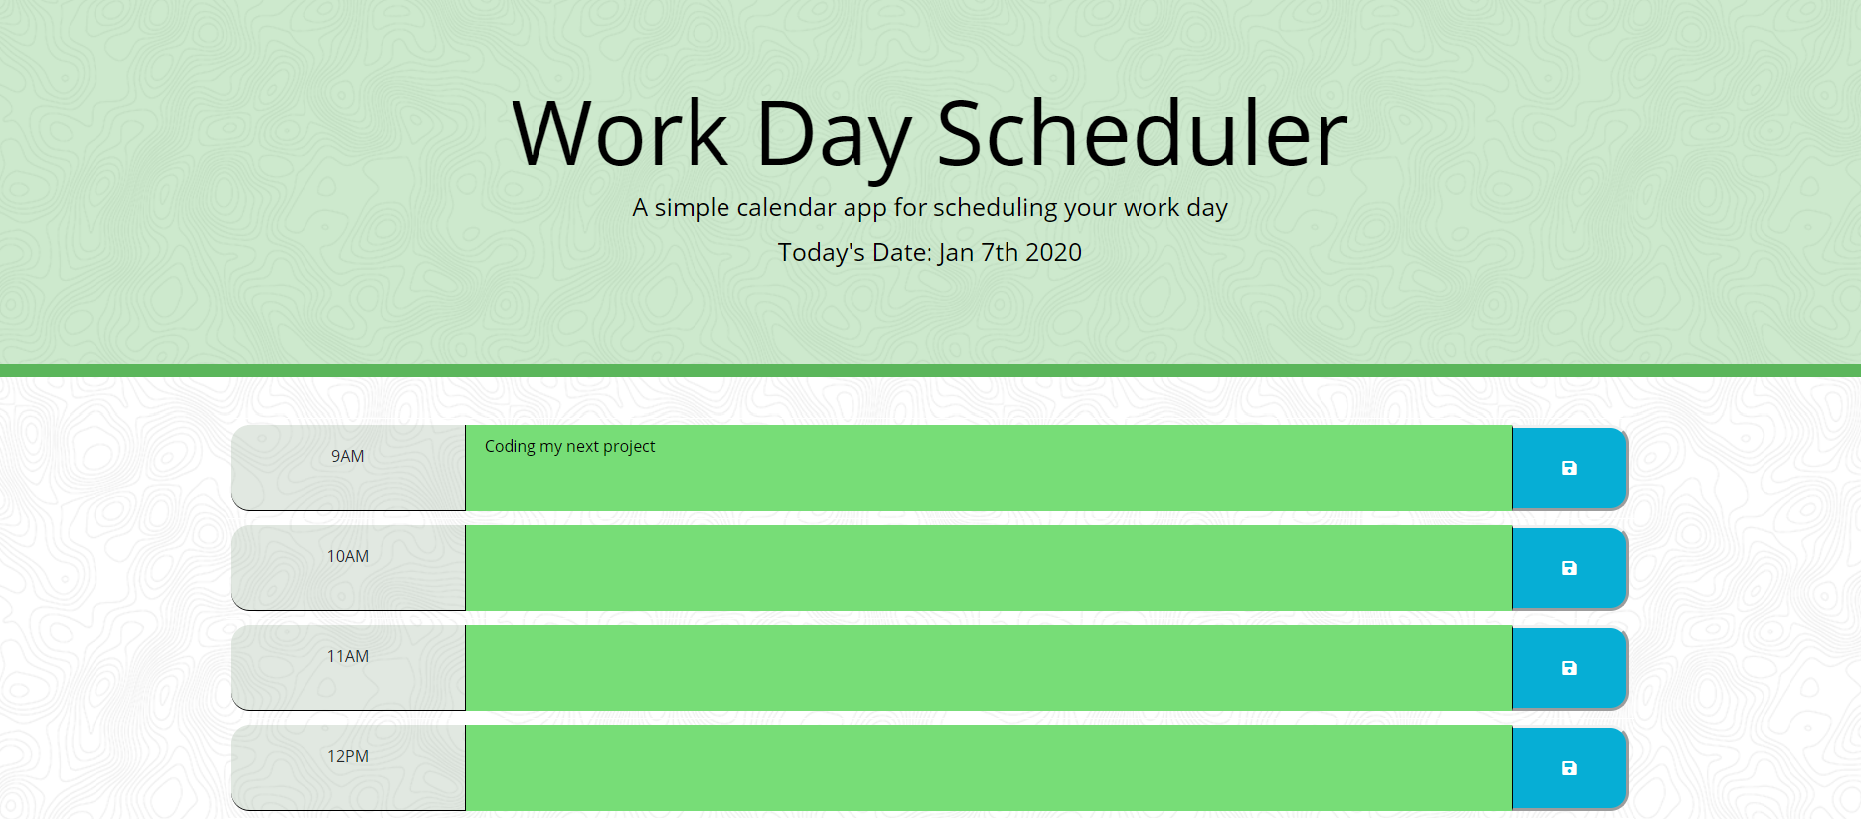 Work Day Scheduler
A simple calendar app for scheduling your work day
Today's Date: Jan 7th 2020
9AM
Coding my next project
10AM
11AM
12PM